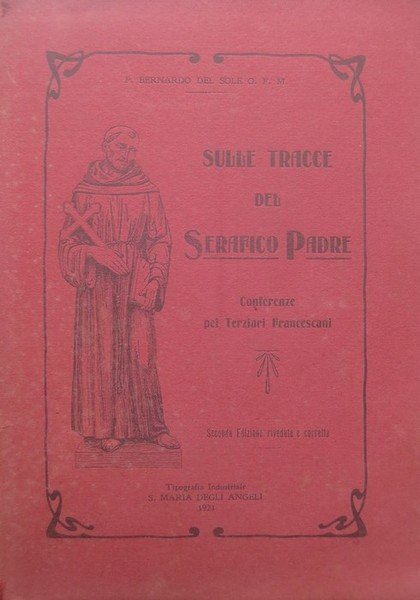 P. BERNARDO DEL SOLE O. F. M.
SULLE TRACCE
DEL
SERAFICO PADRE
Conferenze
pei Terziari Francescani
Seconda Edizione riveduta e corretta
Tipografia Industriale
S. MARIA DEGLI ANGELI
1921